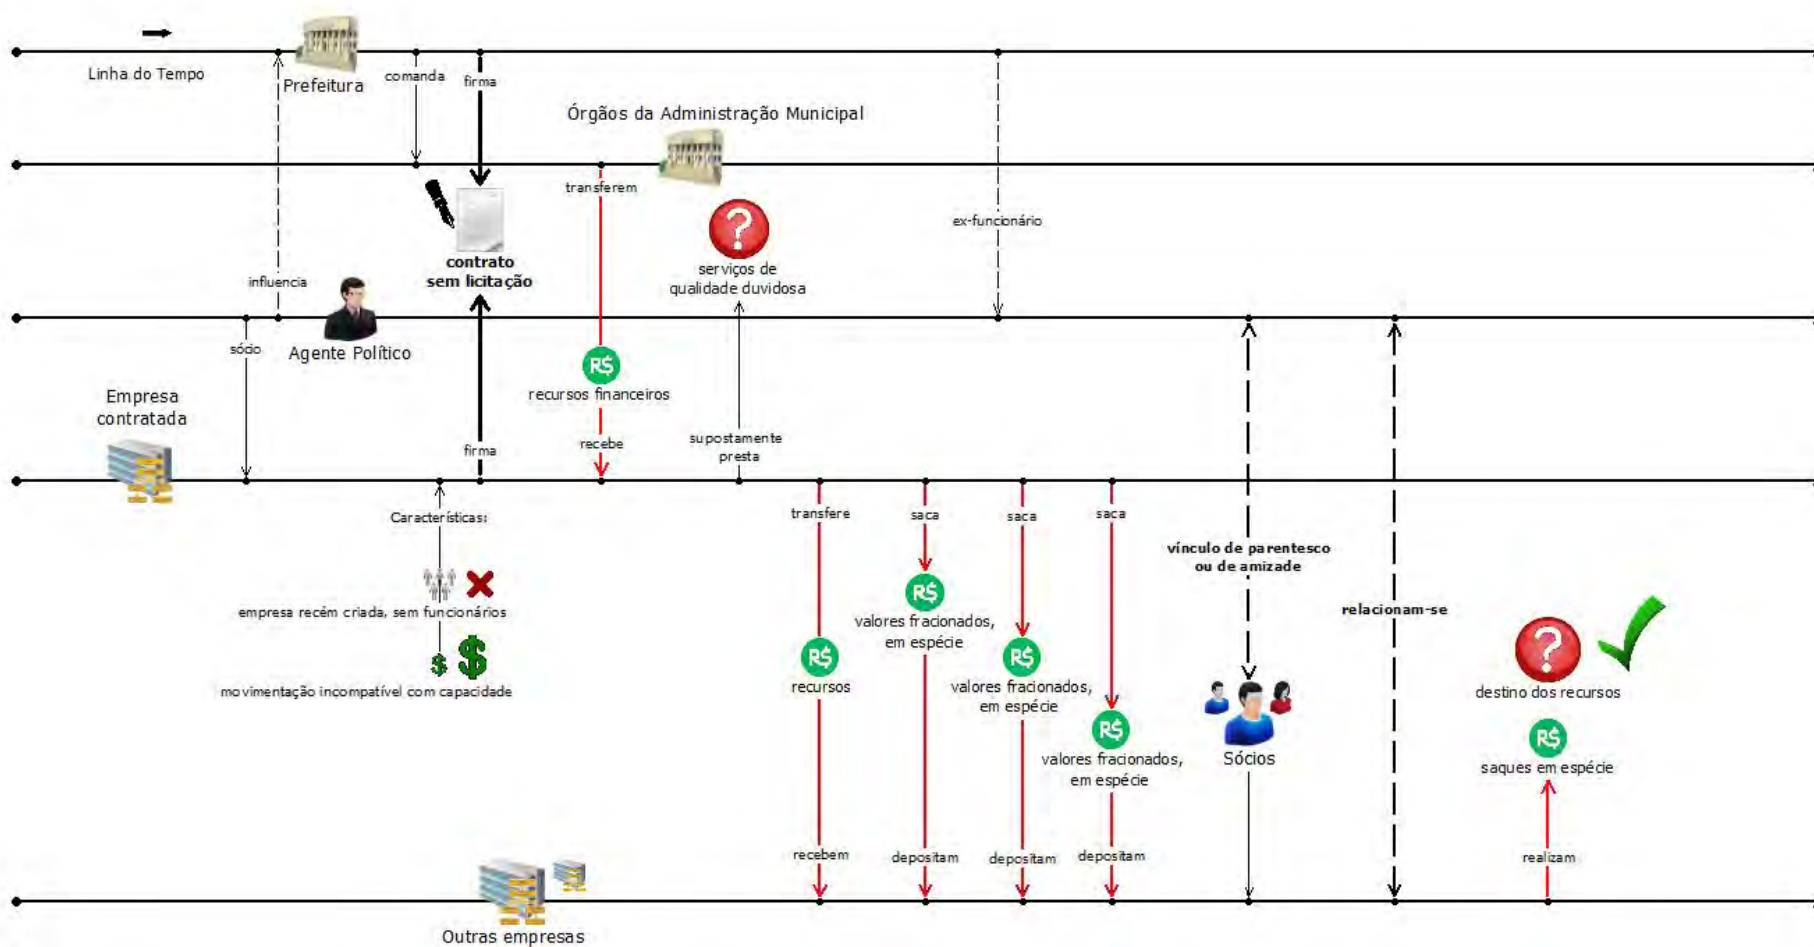 Linha do Tempo
Prefeitura
comanda
firma
Órgãos da Administração Municipal
transferem
influencia
contrato
sem licitação
serviços de
qualidade duvidosa
ex-funcionário
sócio
Agente Político
R$
recursos financeiros
Empresa
contratada
firma
recebe
supostamente
presta
Características:
empresa recém criada, sem funcionários
$ $
movimentação incompatível com capacidade
transfere
R$
recursos
recebem
saca
R$
valores fracionados,
em espécie
depositam
saca
R$
valores fracionados,
em espécie
depositam
saca
R$
valores fracionados,
em espécie
depositam
vínculo de parentesco
ou de amizade
Sócios
relacionam-se
?
?
destino dos recursos
R$
saques em espécie
realizam
Outras empresas